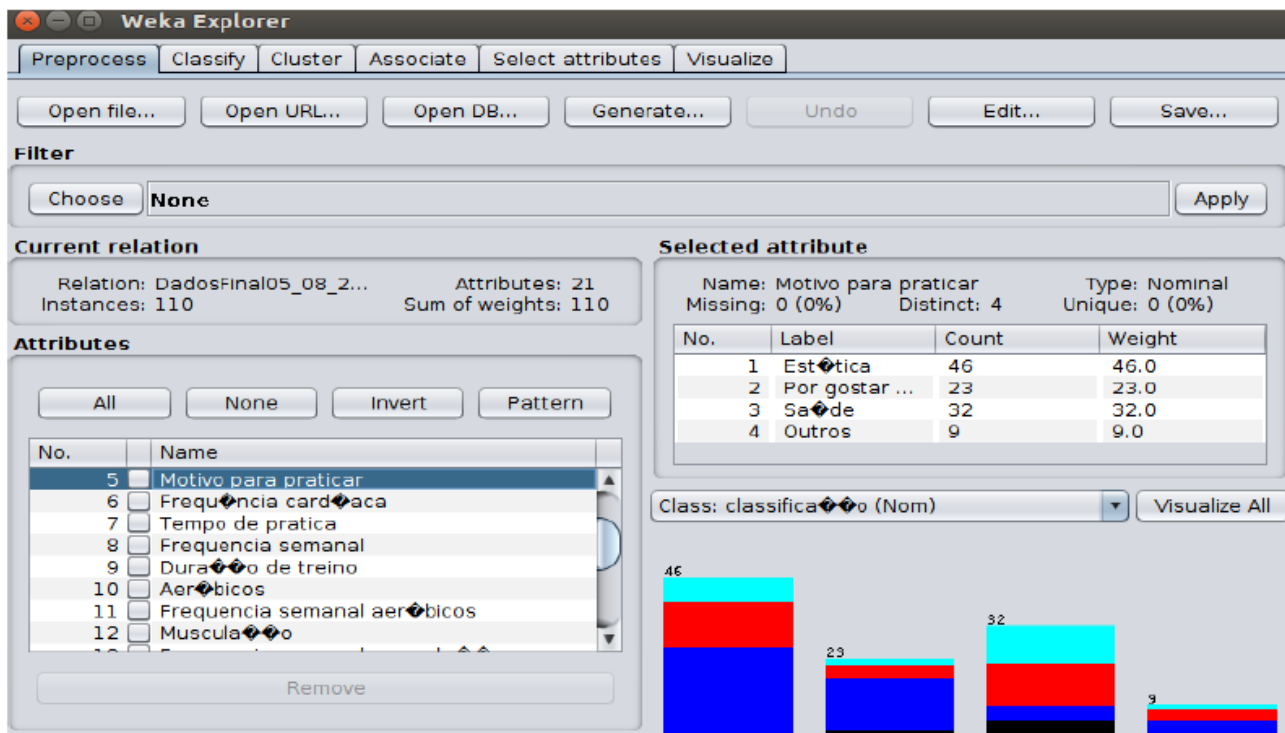 Weka Explorer
Preprocess Classify Cluster Associate Select attributes Visualize
Open file... Open URL... Open DB... Generate... Undo Edit... Save...
Filter
Choose None Apply
Current relation
Relation: DadosFinal05_08_2... Attributes: 21
Instances: 110 Sum of weights: 110
Selected attribute
Name: Motivo para praticar Type: Nominal
Missing: 0 (0%) Distinct: 4 Unique: 0 (0%)
No. Label Count Weight
1 Est�tica 46 46.0
2 Por gostar ... 23 23.0
3 Sa�de 32 32.0
4 Outros 9 9.0
Attributes
All None Invert Pattern
No. Name
5 Motivo para praticar
6 Frequ�ncia card�aca
7 Tempo de pratica
8 Frequencia semanal
9 Dura��o de treino
10 Aer�bicos
11 Frequencia semanal aer�bicos
12 Muscula��o
Remove
Class: classifica��o (Nom) Visualize All
46
23
32
9